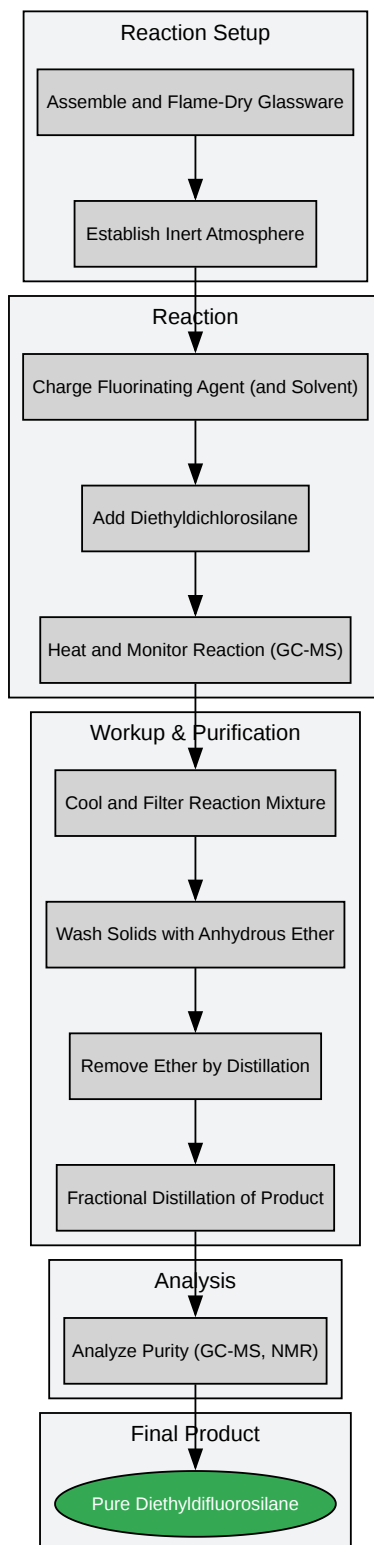 Reaction Setup
Assemble and Flame-Dry Glassware
Establish Inert Atmosphere
Reaction
Charge Fluorinating Agent (and Solvent)
Add Diethyldichlorosilane
Heat and Monitor Reaction (GC-MS)
Workup & Purification
Cool and Filter Reaction Mixture
Wash Solids with Anhydrous Ether
Remove Ether by Distillation
Fractional Distillation of Product
Analysis
Analyze Purity (GC-MS, NMR)
Final Product
Pure Diethyldifluorosilane